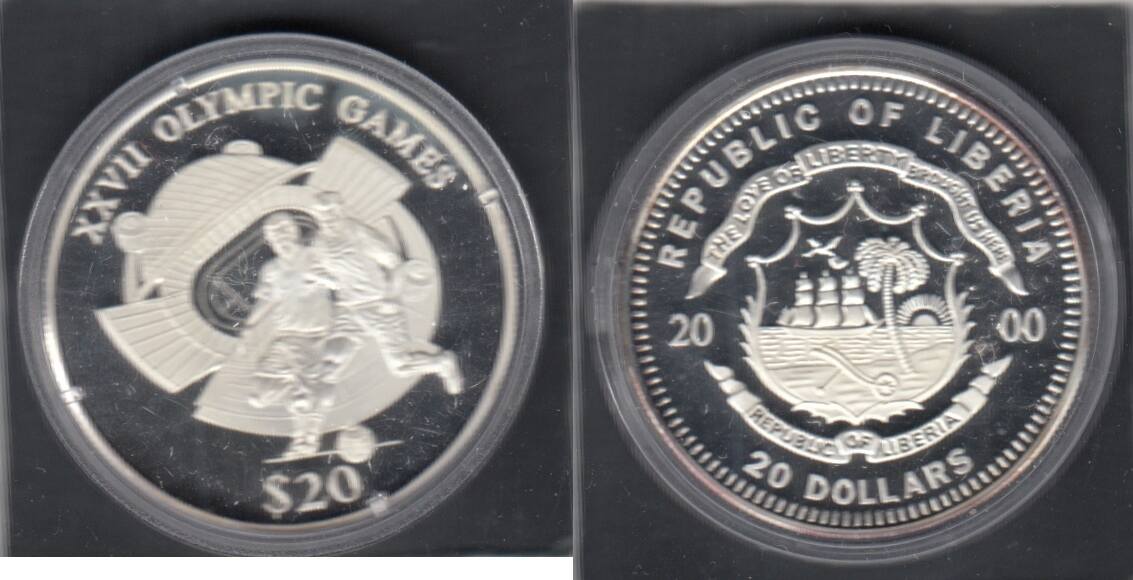 XXVII OLYMPIC GAMES
$20
REPUBLIC OF LIBERIA
THE LOVE OF LIBERTY BROUGHT US HERE
20 00
REPUBLIC OF LIBERIA
20 DOLLARS